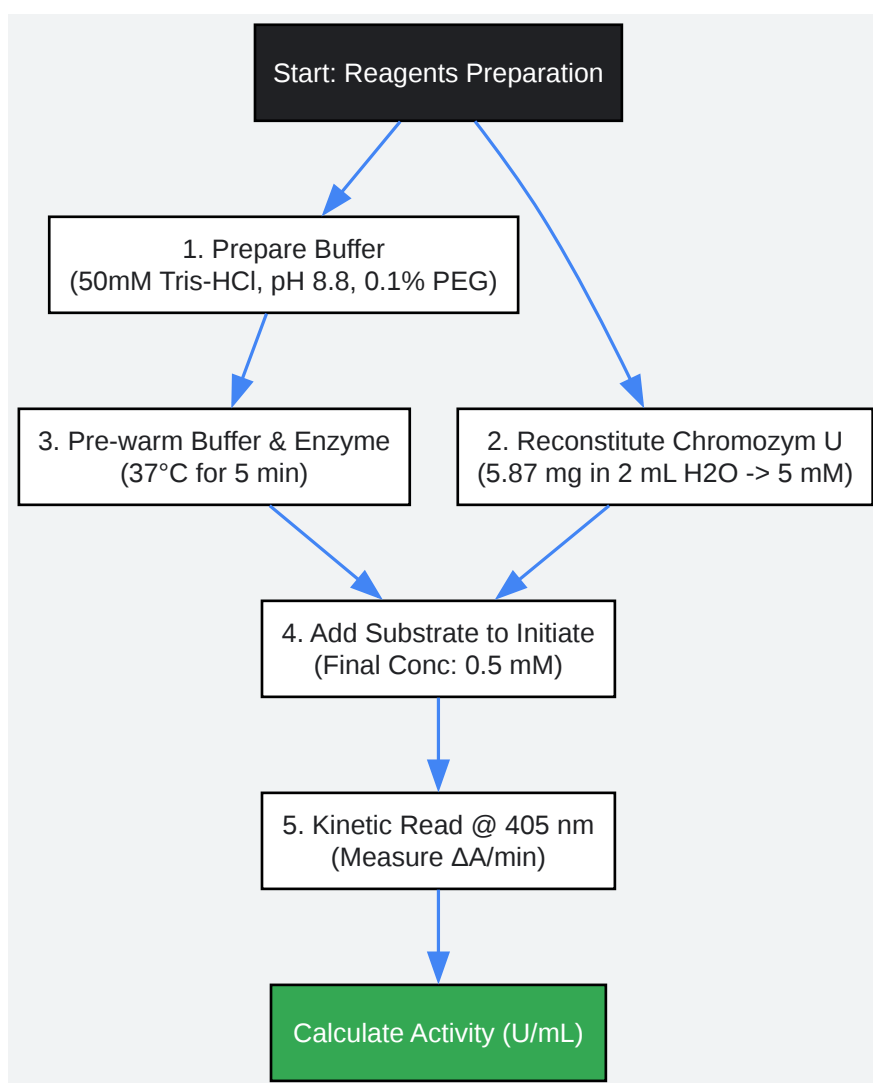 Start: Reagents Preparation
1. Prepare Buffer
(50mM Tris-HCl, pH 8.8, 0.1% PEG)
3. Pre-warm Buffer & Enzyme
(37°C for 5 min)
2. Reconstitute Chromozym U
(5.87 mg in 2 mL H2O -> 5 mM)
4. Add Substrate to Initiate
(Final Conc: 0.5 mM)
5. Kinetic Read @ 405 nm
(Measure ΔA/min)
Calculate Activity (U/mL)